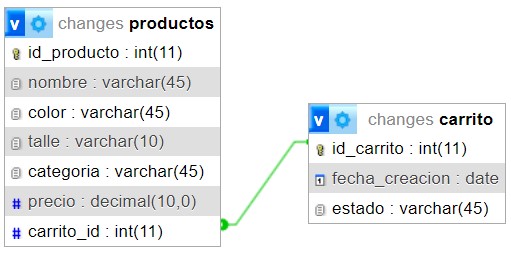 v changes productos
id_producto : int(11)
nombre : varchar(45)
color : varchar(45)
talle : varchar(10)
categoria : varchar(45)
# precio : decimal(10,0)
# carrito_id : int(11)
v changes carrito
id_carrito : int(11)
fecha_creacion : date
estado : varchar(45)